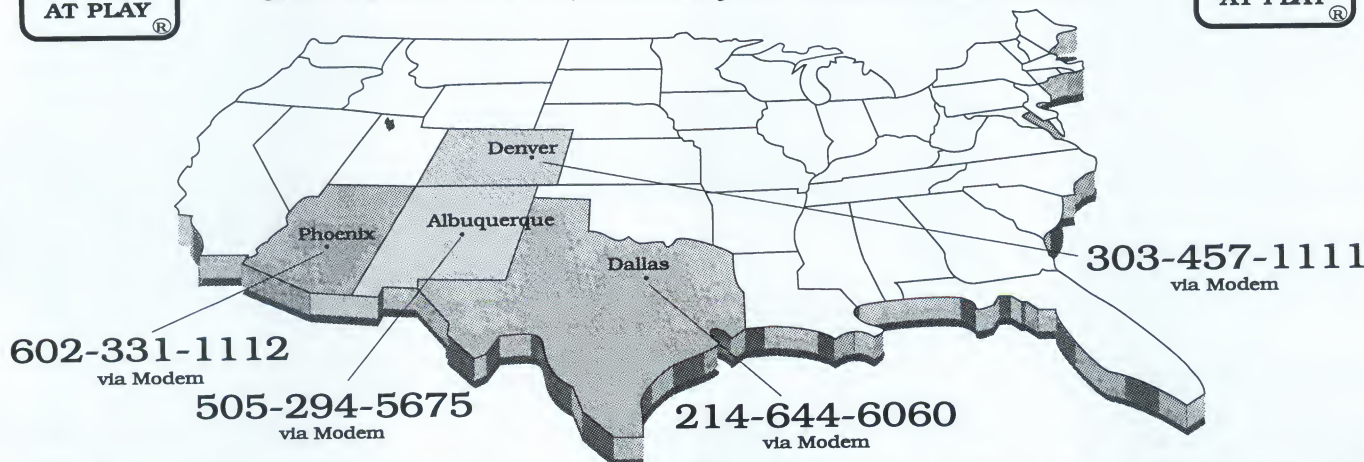 AT PLAY
®
®
Denver
Albuquerque
Phoenix
Dallas
303-457-1111
via Modem
602-331-1112
via Modem
505-294-5675
via Modem
214-644-6060
via Modem